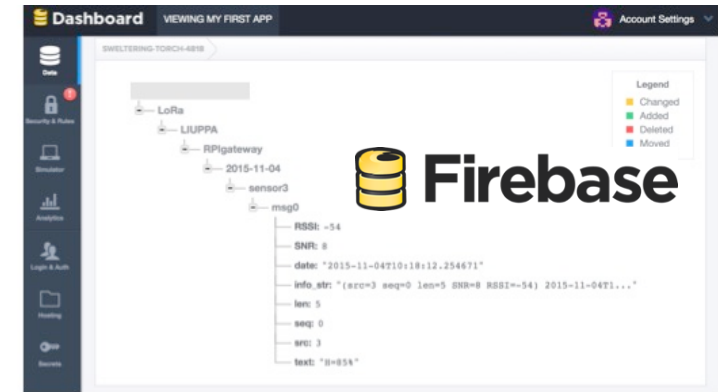 Dashboard VIEWING MY FIRST APP Account Settings
SWELTERING-TORCH-4818
Data
Security & Rules
Simulator
Analytics
Login & Auth
Hosting
Secrets
Legend
Changed
Added
Deleted
Moved
LoRa
LIUPPA
RPIgateway
2015-11-04
sensor3
msg0
RSSI: -54
SNR: 8
date: "2015-11-04T10:18:12.254671"
info_str: "(src=3 seq=0 len=5 SNR=8 RSSI=-54) 2015-11-04T1..."
len: 5
seq: 0
src: 3
text: "H=85%"
Firebase